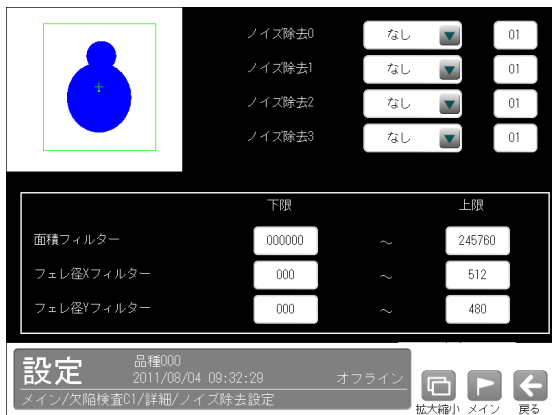 ノイズ除去0 なし 01
ノイズ除去1 なし 01
ノイズ除去2 なし 01
ノイズ除去3 なし 01
下限 上限
面積フィルター 000000 ～ 245760
フェレ径Xフィルター 000 ～ 512
フェレ径Yフィルター 000 ～ 480
設定 品種000
2011/08/04 09:32:29 オフライン
メイン/欠陥検査C1/詳細/ノイズ除去設定
拡大縮小 メイン 戻る